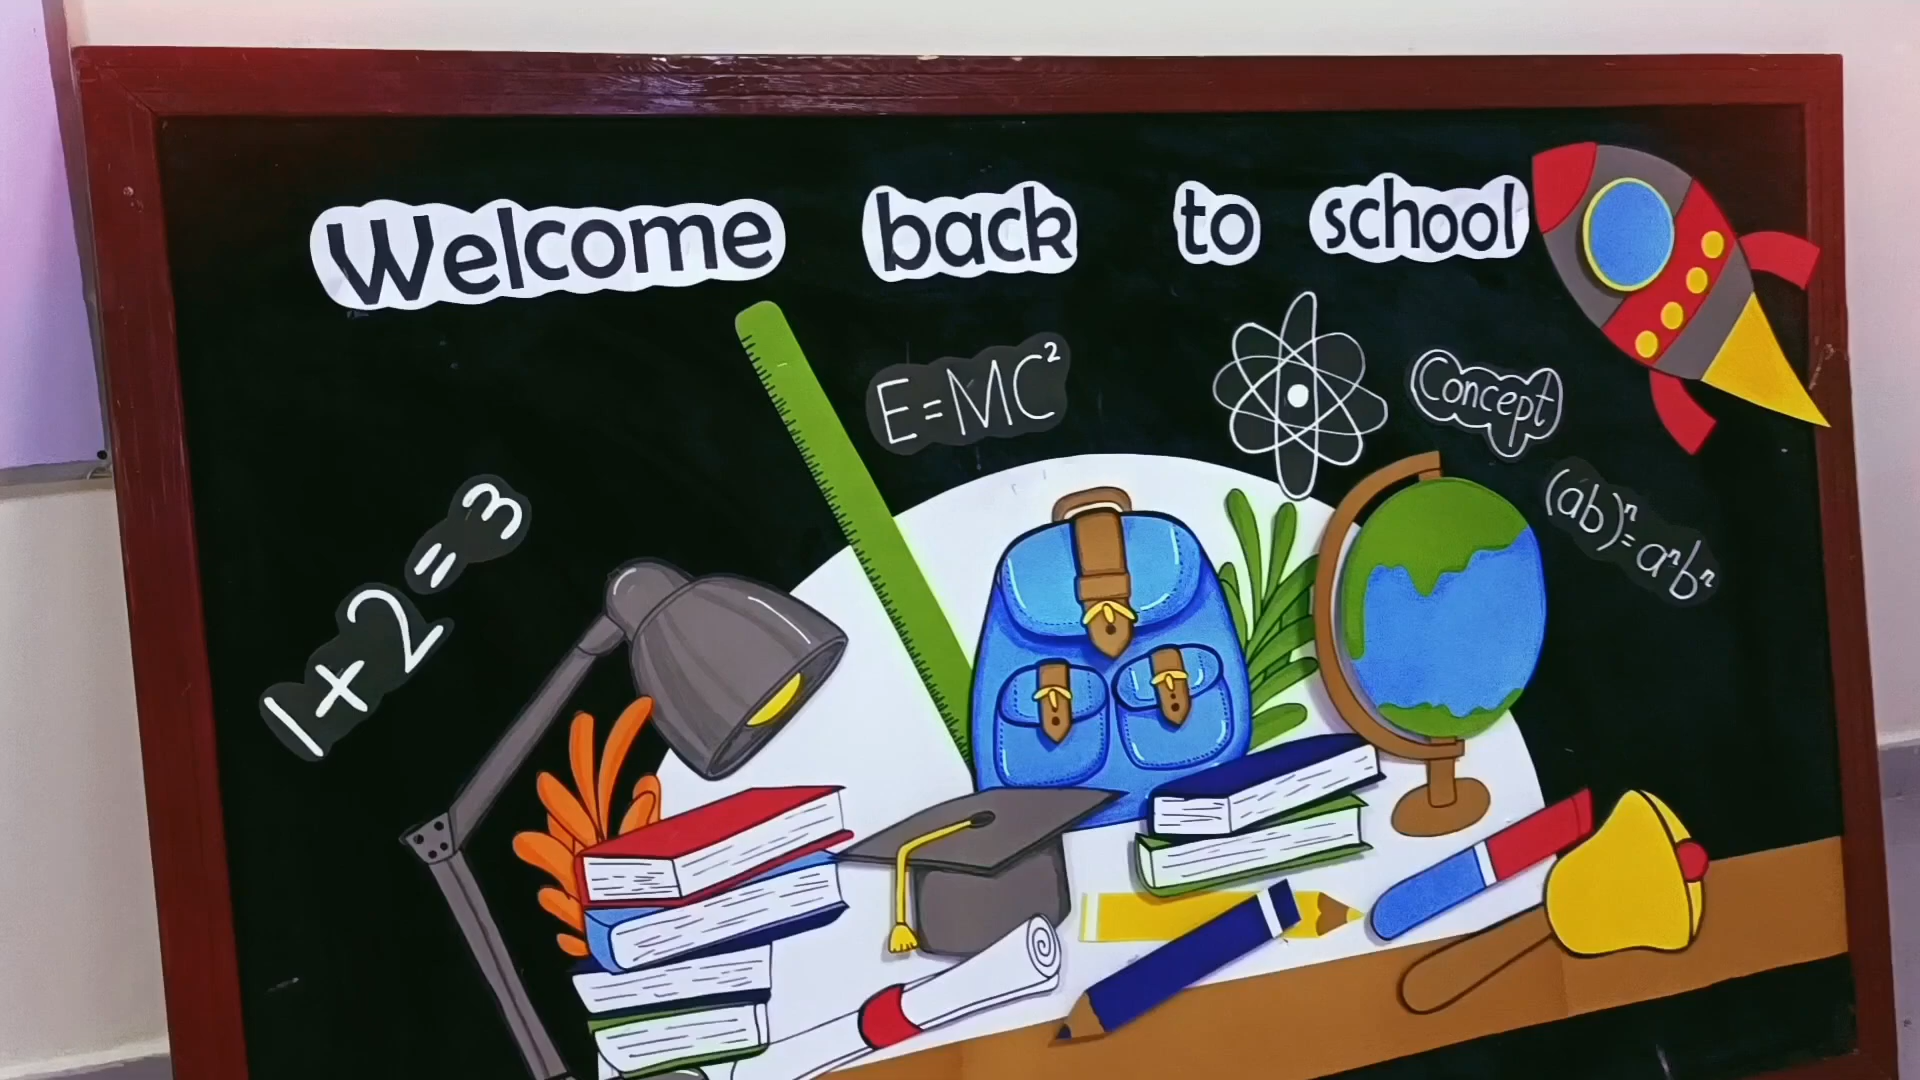 Welcome back to school
E=MC²
Concept
(ab)ⁿ=aⁿbⁿ
1+2=3